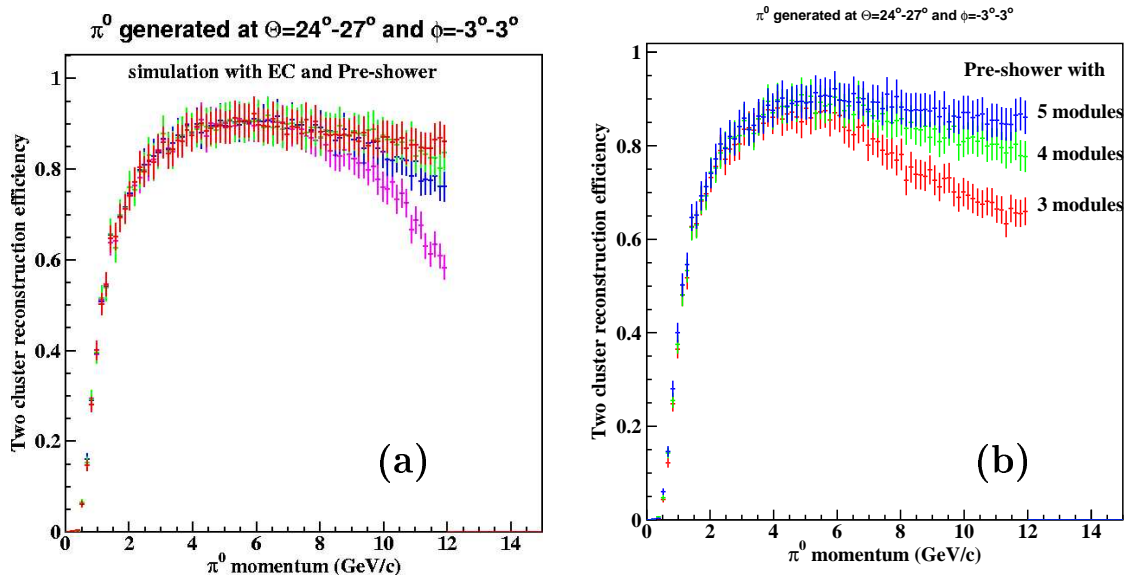 π⁰ generated at Θ=24°-27° and ϕ=-3°-3°
simulation with EC and Pre-shower
Two cluster reconstruction efficiency
1
0.8
0.6
0.4
0.2
0
(a)
0 2 4 6 8 10 12 14
π⁰ momentum (GeV/c)
π⁰ generated at Θ=24°-27° and ϕ=-3°-3°
Pre-shower with
5 modules
4 modules
3 modules
Two cluster reconstruction efficiency
1
0.8
0.6
0.4
0.2
0
(b)
0 2 4 6 8 10 12 14
π⁰ momentum (GeV/c)